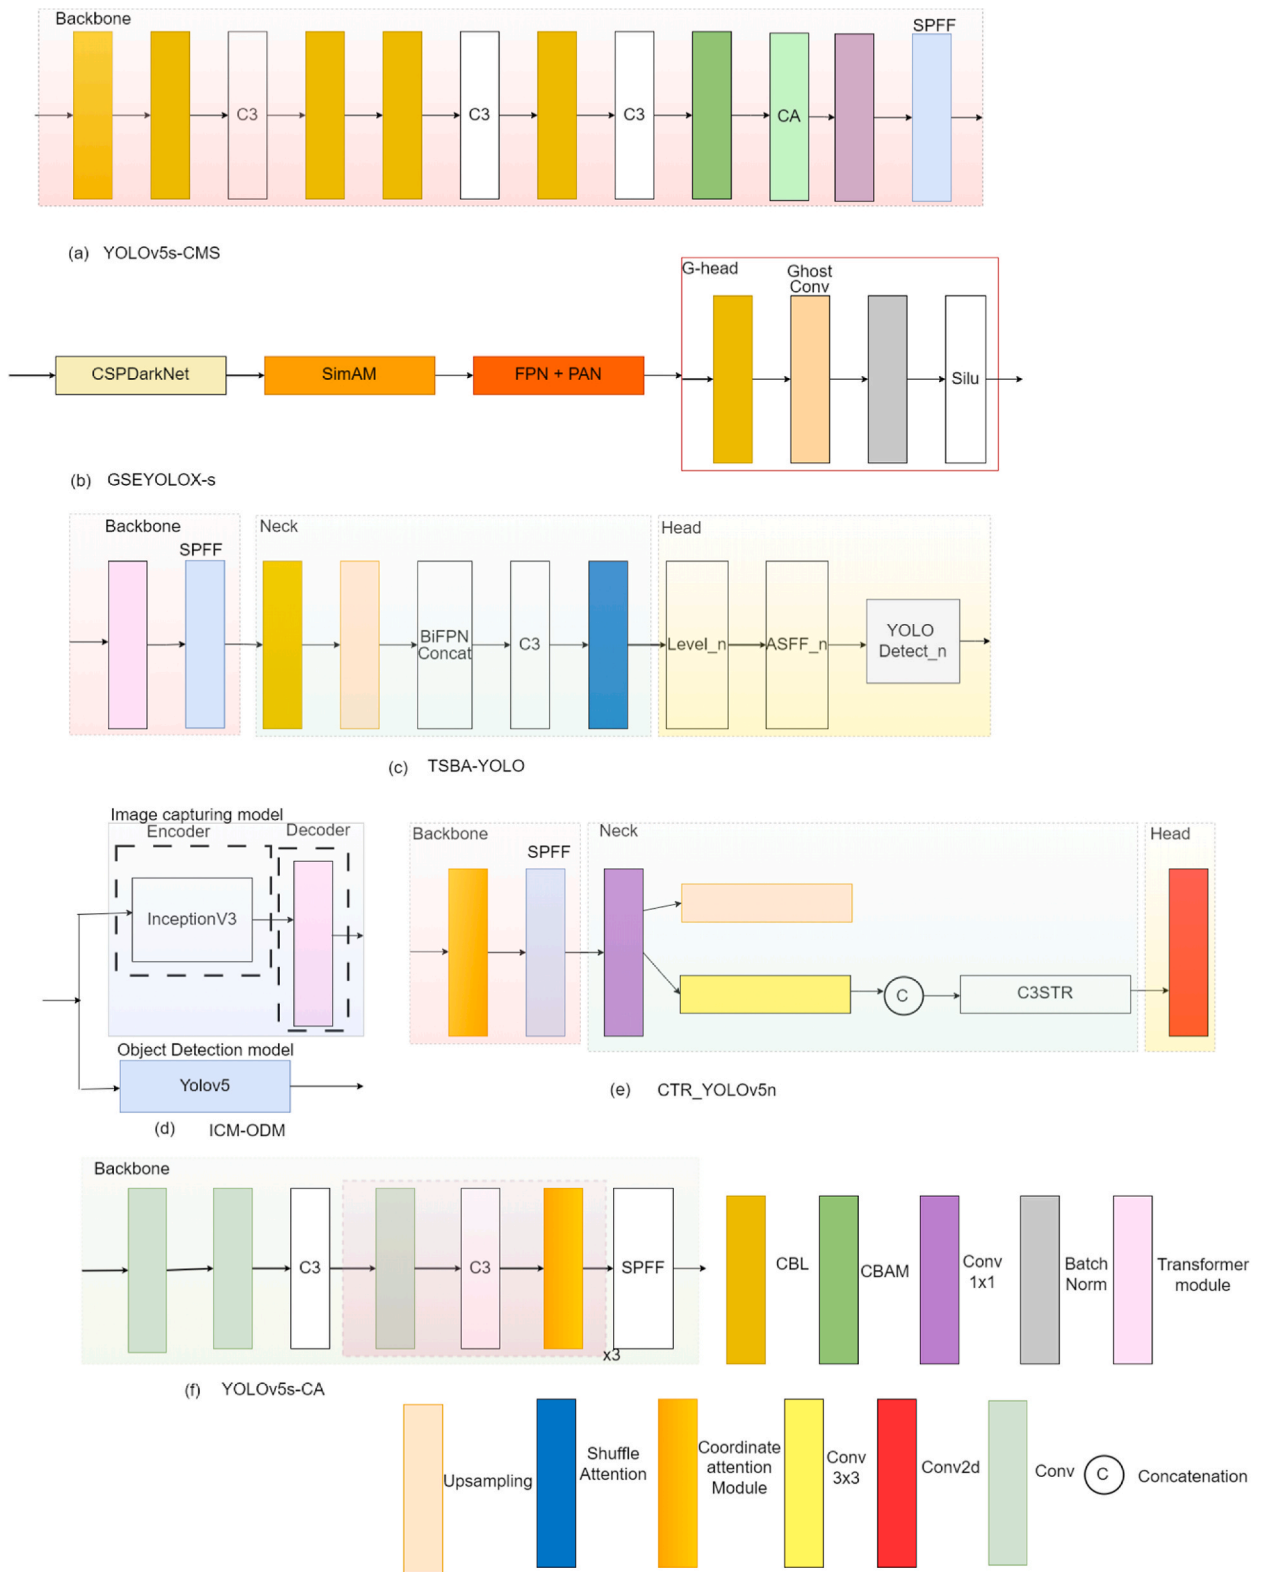 Backbone
SPFF
C3
C3
C3
CA
(a) YOLOv5s-CMS
G-head
Ghost
Conv
CSPDarkNet
SimAM
FPN + PAN
Silu
(b) GSEYOLOX-s
Backbone
Neck
Head
SPFF
BiFPN
Concat
C3
Level_n
ASFF_n
YOLO
Detect_n
(c) TSBA-YOLO
Image capturing model
Encoder
Decoder
InceptionV3
Object Detection model
Yolov5
(d) ICM-ODM
Backbone
Neck
Head
SPFF
C
C3STR
(e) CTR_YOLOv5n
Backbone
C3
C3
SPFF
x3
(f) YOLOv5s-CA
CBL
CBAM
Conv
1x1
Batch
Norm
Transformer
module
Upsampling
Shuffle
Attention
Coordinate
attention
Module
Conv
3x3
Conv2d
Conv
C
Concatenation